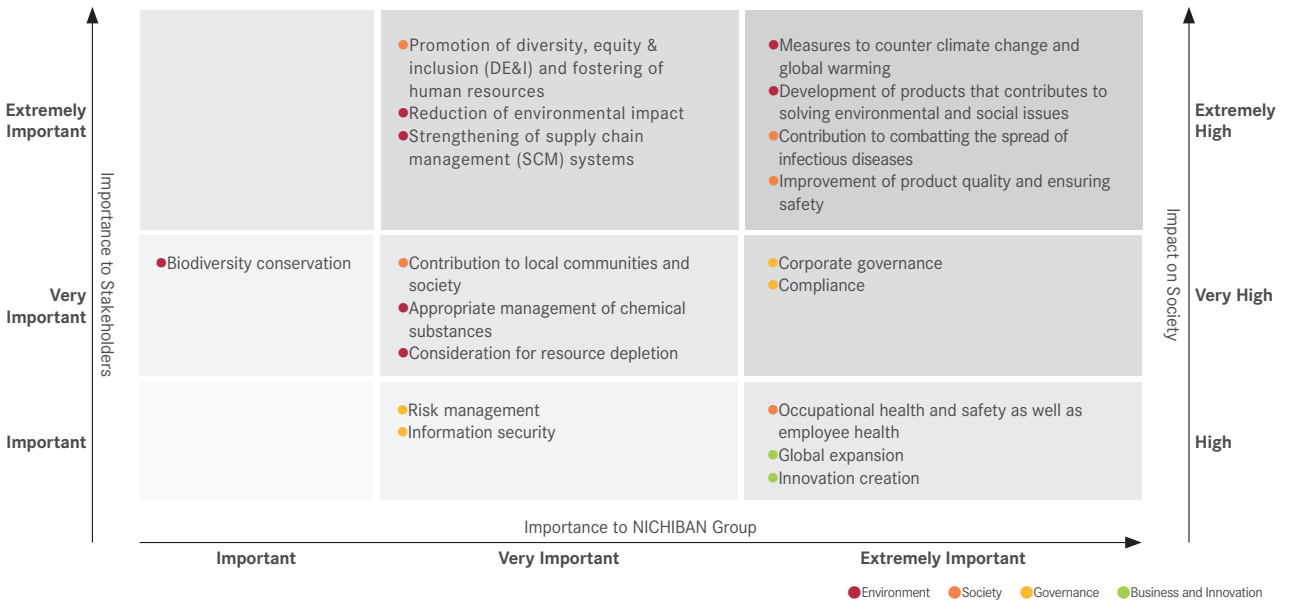 Extremely
Important
Importance to Stakeholders
Very
Important
Important
●Promotion of diversity, equity &
inclusion (DE&I) and fostering of
human resources
●Reduction of environmental impact
●Strengthening of supply chain
management (SCM) systems
●Measures to counter climate change and
global warming
●Development of products that contributes to
solving environmental and social issues
●Contribution to combatting the spread of
infectious diseases
●Improvement of product quality and ensuring
safety
●Biodiversity conservation
●Contribution to local communities and
society
●Appropriate management of chemical
substances
●Consideration for resource depletion
●Corporate governance
●Compliance
●Risk management
●Information security
●Occupational health and safety as well as
employee health
●Global expansion
●Innovation creation
Extremely
High
Impact on Society
Very High
High
Importance to NICHIBAN Group
Important
Very Important
Extremely Important
●Environment ●Society ●Governance ●Business and Innovation